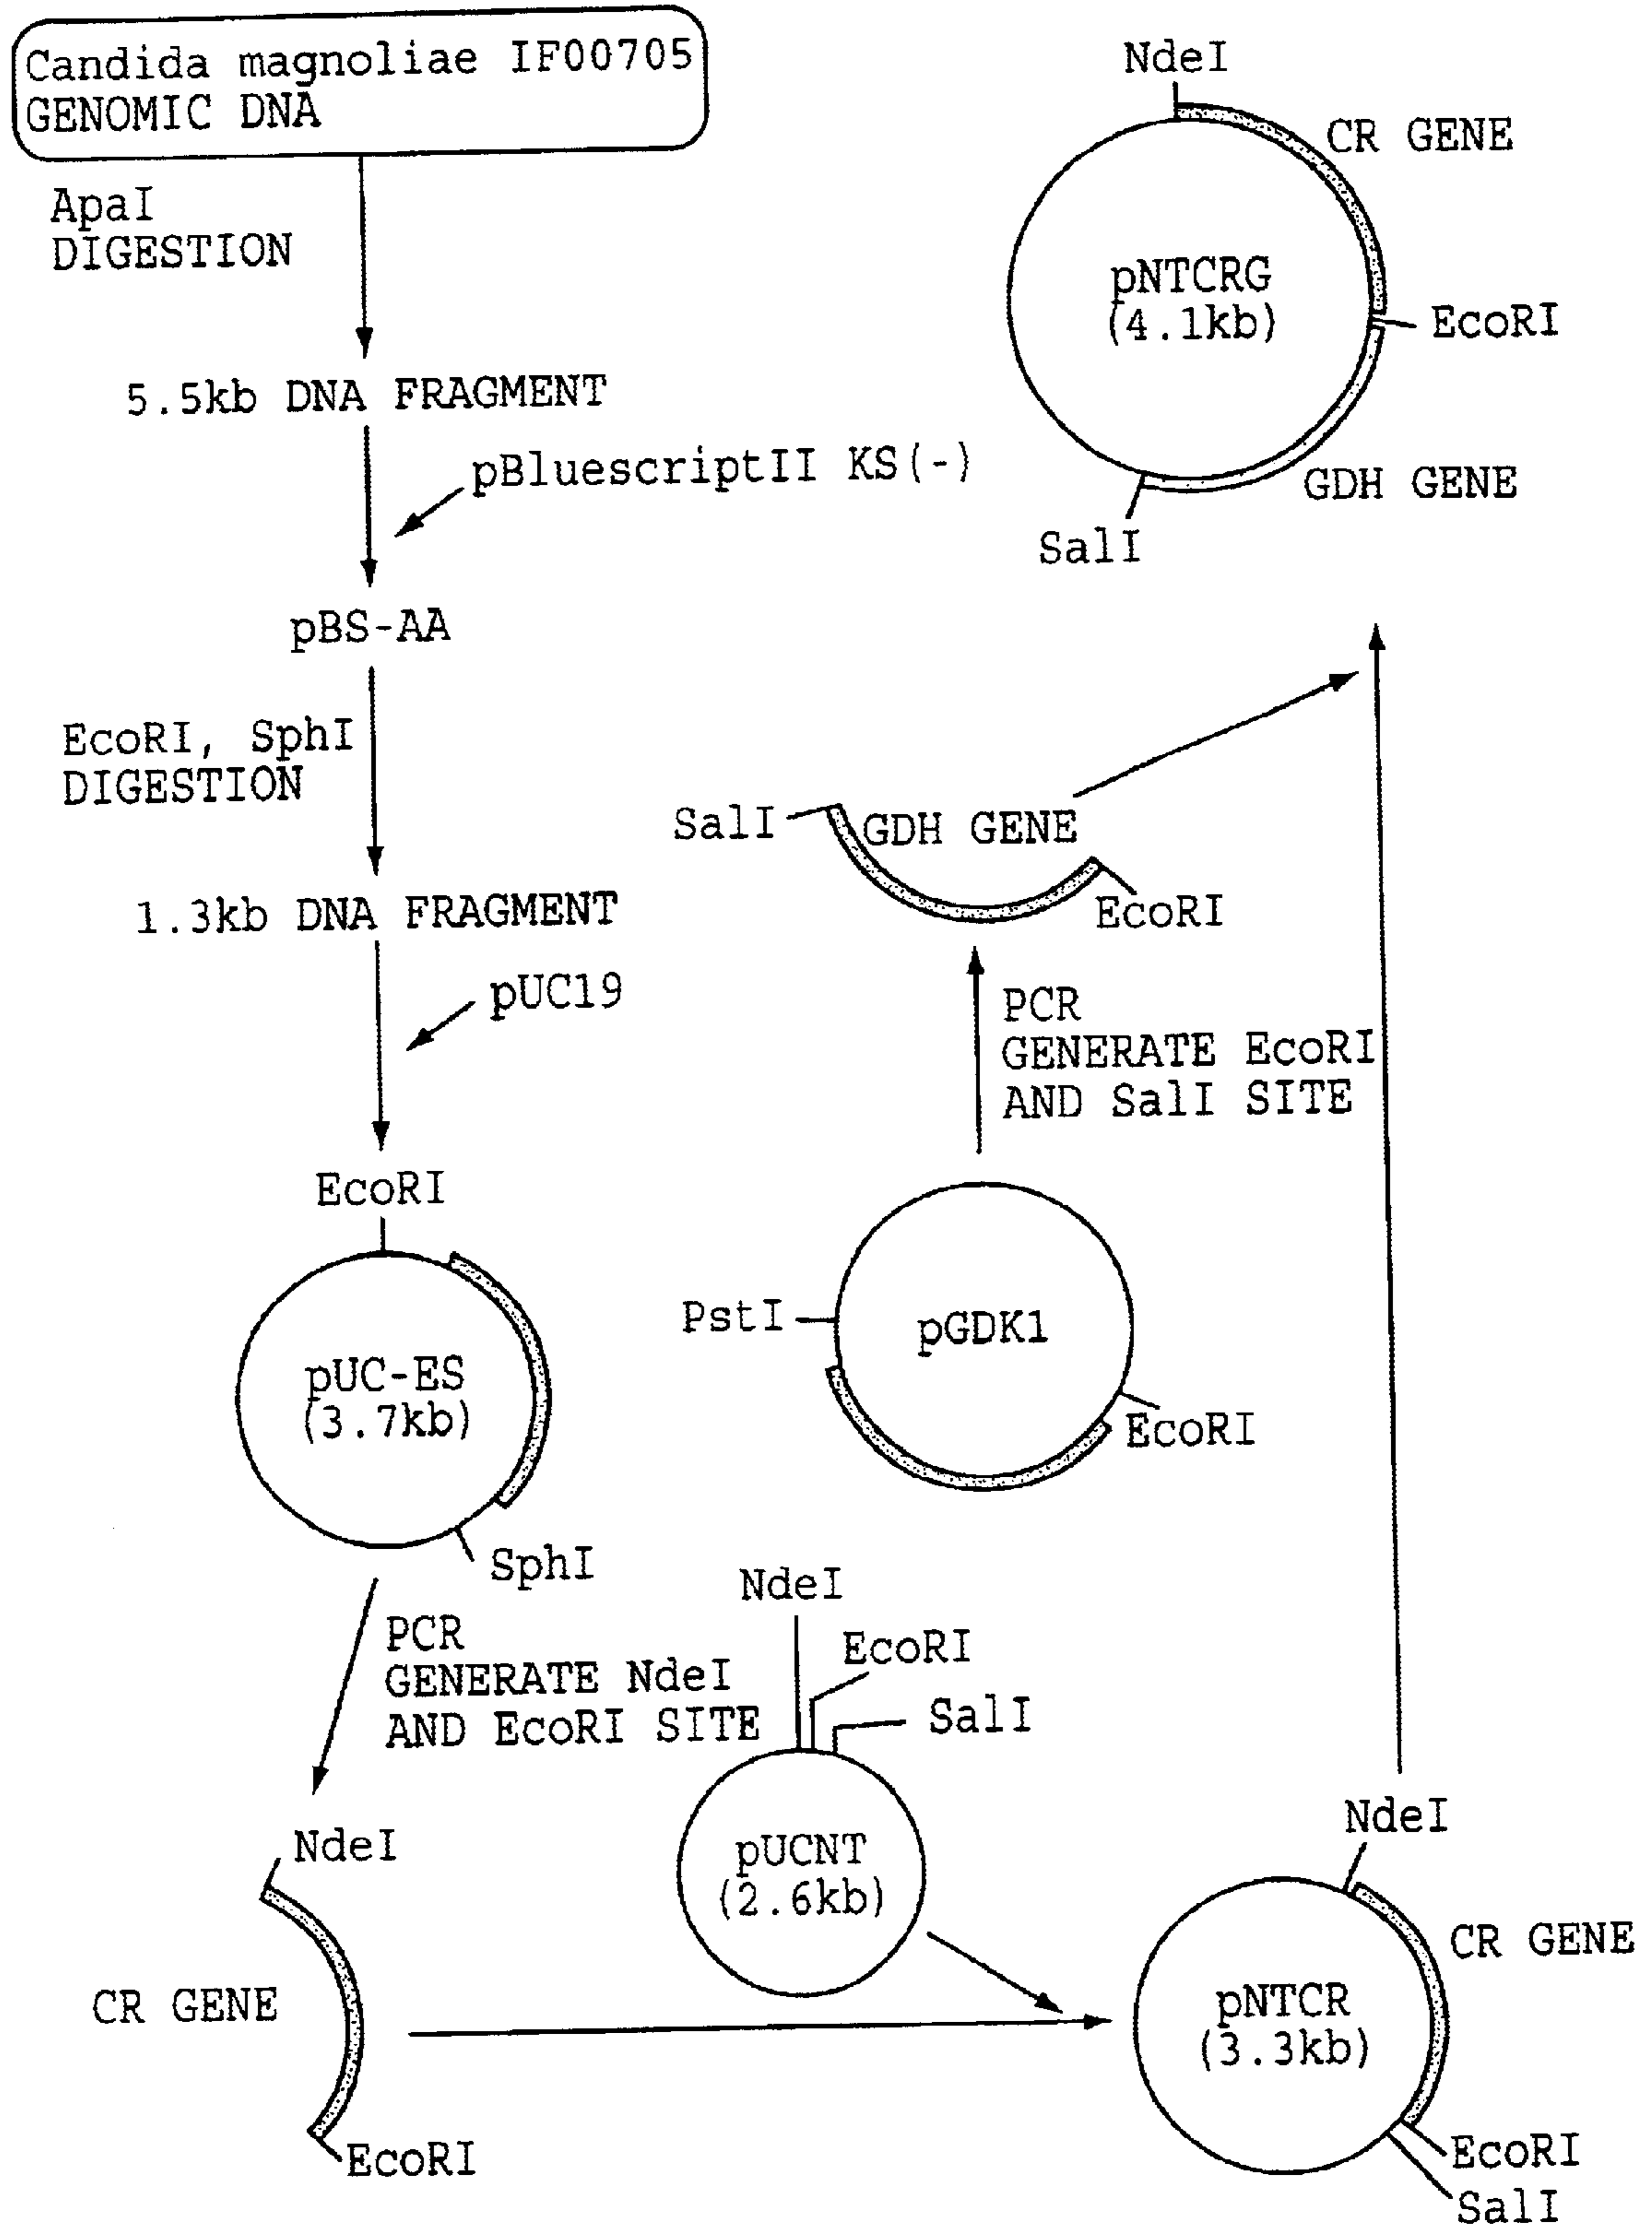 Candida magnoliae IFO0705
GENOMIC DNA
ApaI
DIGESTION
5.5kb DNA FRAGMENT
pBluescriptII KS(-)
pBS-AA
EcoRI, SphI
DIGESTION
1.3kb DNA FRAGMENT
pUC19
EcoRI
pUC-ES
(3.7kb)
SphI
PCR
GENERATE NdeI
AND EcoRI SITE
NdeI
CR GENE
EcoRI
NdeI
EcoRI
SalI
pUCNT
(2.6kb)
NdeI
CR GENE
pNTCR
(3.3kb)
EcoRI
SalI
PstI
pGDK1
EcoRI
PCR
GENERATE EcoRI
AND SalI SITE
SalI
GDH GENE
EcoRI
NdeI
CR GENE
pNTCRG
(4.1kb)
EcoRI
GDH GENE
SalI